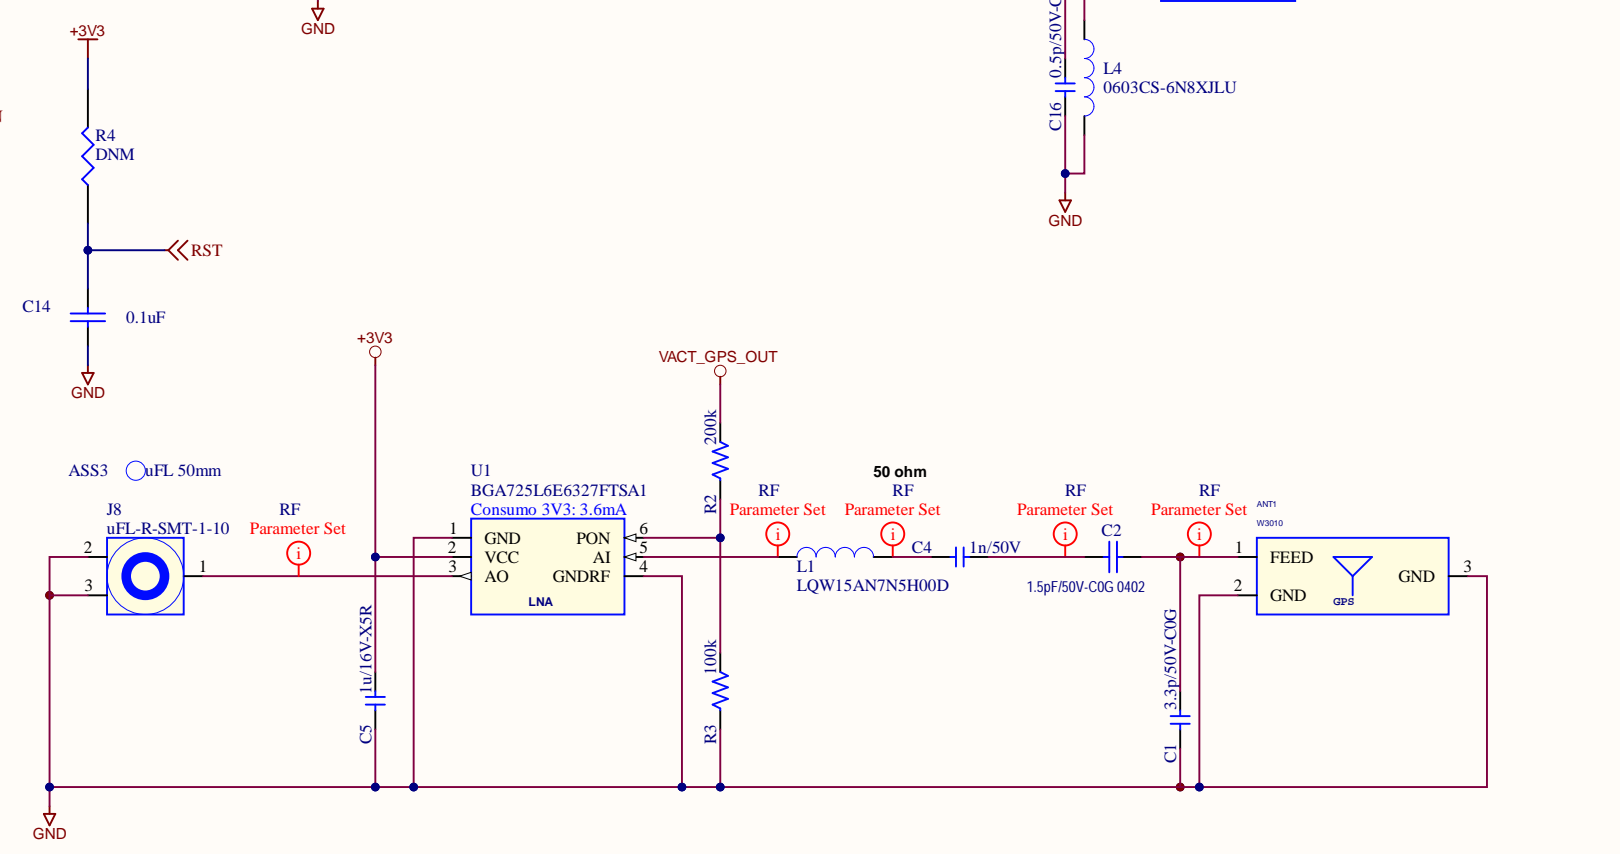 GND
+3V3
R4
DNM
RST
C14
0.1uF
GND
0.5p/50V-C
C16
L4
0603CS-6N8XJLU
GND
+3V3
VACT_GPS_OUT
200k
R2
ASS3
uFL 50mm
J8
uFL-R-SMT-1-10
2
3
1
RF
Parameter Set
i
U1
BGA725L6E6327FTSA1
Consumo 3V3: 3.6mA
1
2
3
GND
VCC
AO
PON
AI
GNDRF
6
5
4
LNA
1u/16V-X5R
C5
100k
R3
50 ohm
RF
Parameter Set
i
RF
Parameter Set
i
L1
LQW15AN7N5H00D
C4
1n/50V
RF
Parameter Set
i
C2
1.5pF/50V-C0G 0402
RF
Parameter Set
i
3.3p/50V-C0G
C1
ANT1
W3010
1
2
FEED
GND
GPS
GND
3
GND